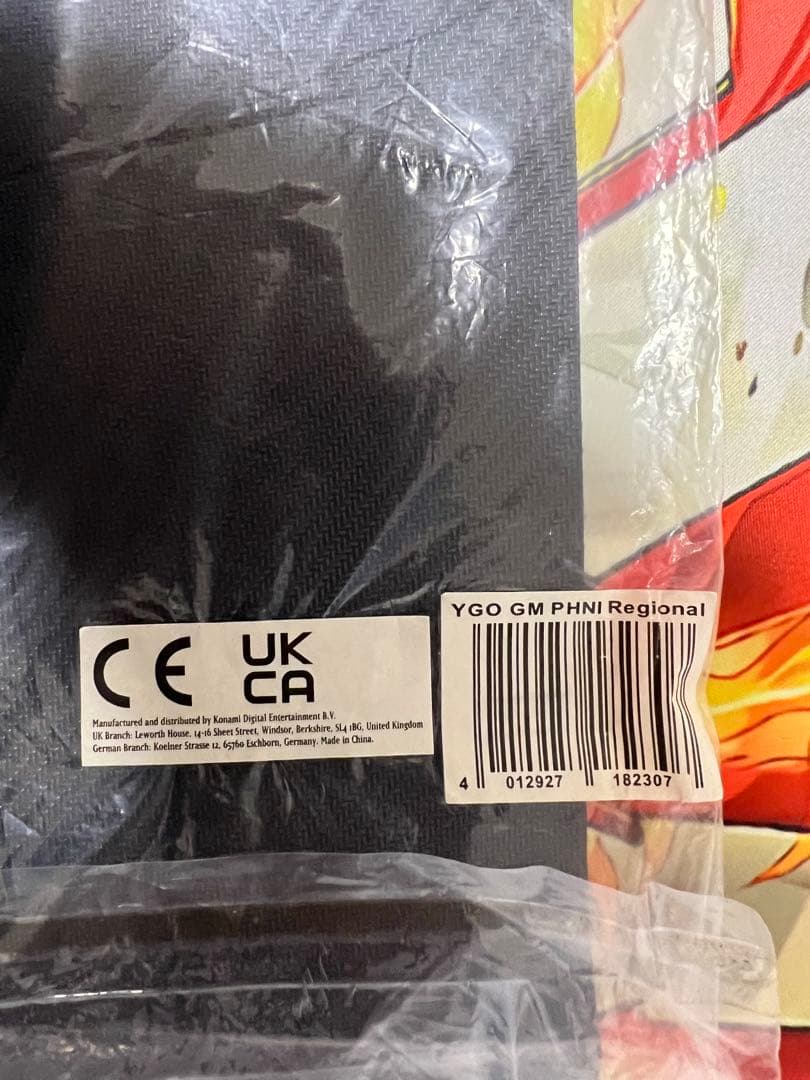 CE
UK
CA
Manufactured and distributed by Konami Digital Entertainment B.V.
UK Branch: Leworth House, 14-16 Sheet Street, Windsor, Berkshire, SL4 1BG, United Kingdom
German Branch: Koelner Strasse 12, 65760 Eschborn, Germany. Made in China.
YGO GM PHNI Regional
4 012927 182307